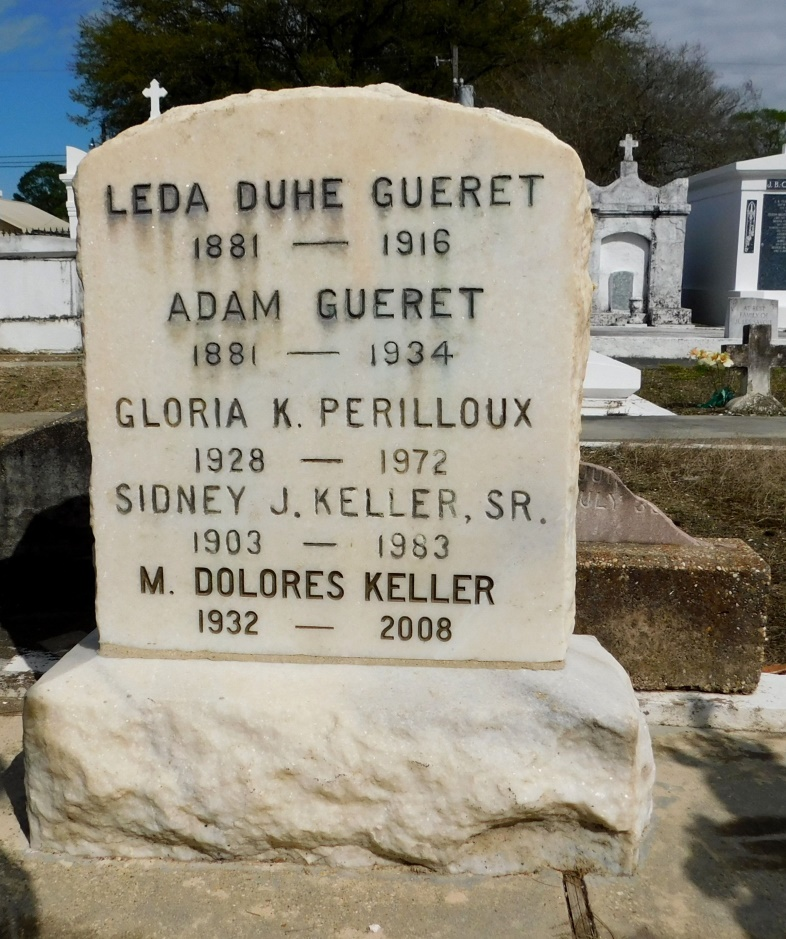 LEDA DUHE GUERET
1881 — 1916
ADAM GUERET
1881 — 1934
GLORIA K. PERILLOUX
1928 — 1972
SIDNEY J. KELLER, SR.
1903 — 1983
M. DOLORES KELLER
1932 — 2008